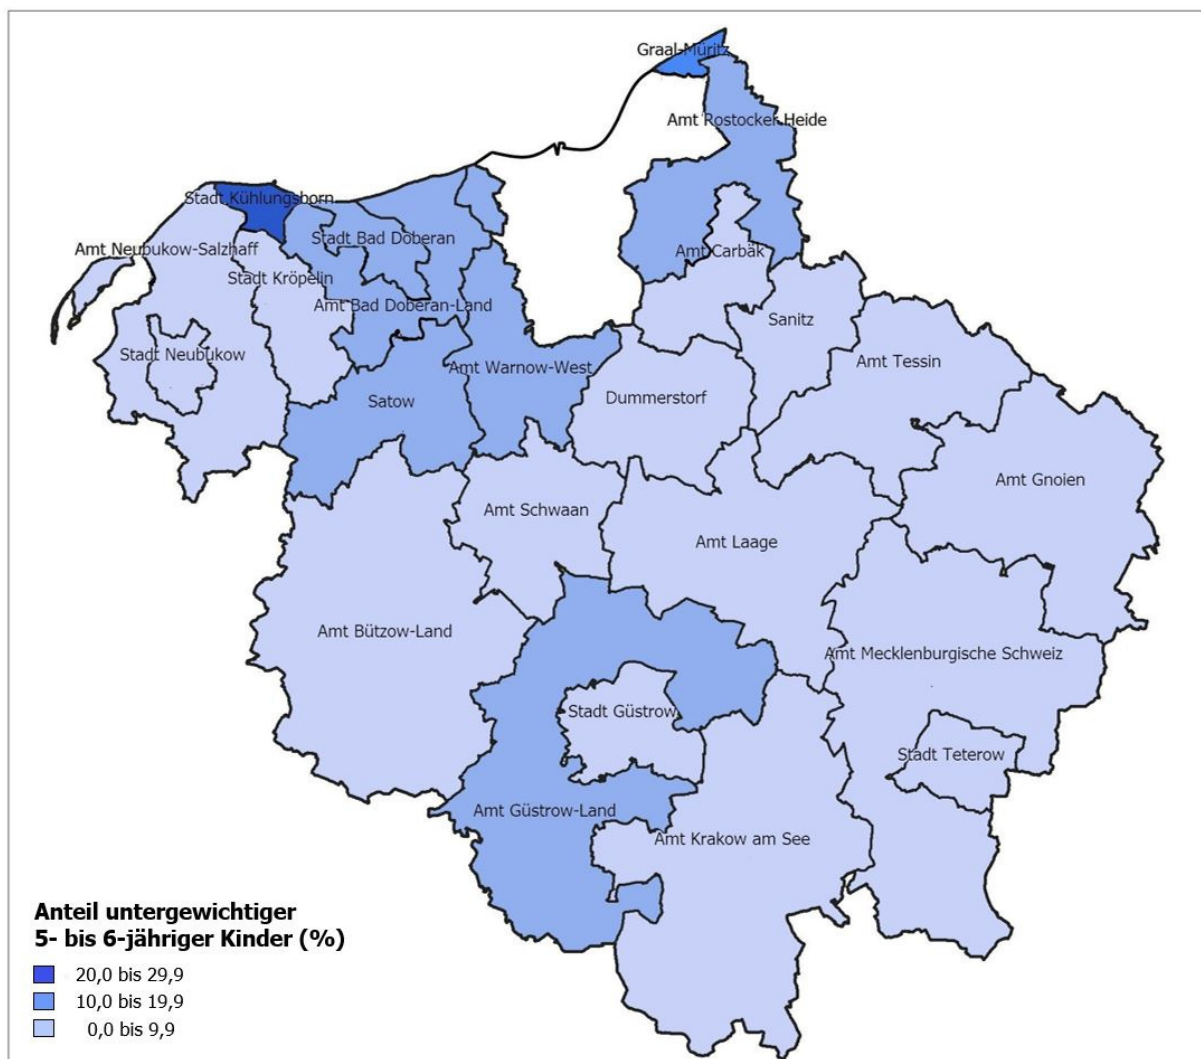 Graal-Müritz
Amt Rostocker Heide
Stadt Kühlungsborn
Stadt Bad Doberan
Amt Neubukow-Salzhaff
Amt Carbäk
Stadt Kröpelin
Amt Bad Doberan-Land
Sanitz
Stadt Neubukow
Amt Warnow-West
Amt Tessin
Satow
Dummerstorf
Amt Gnoien
Amt Schwaan
Amt Laage
Amt Bützow-Land
Amt Mecklenburgische Schweiz
Stadt Güstrow
Stadt Teterow
Amt Güstrow-Land
Amt Krakow am See
Anteil untergewichtiger
5- bis 6-jähriger Kinder (%)
20,0 bis 29,9
10,0 bis 19,9
0,0 bis 9,9